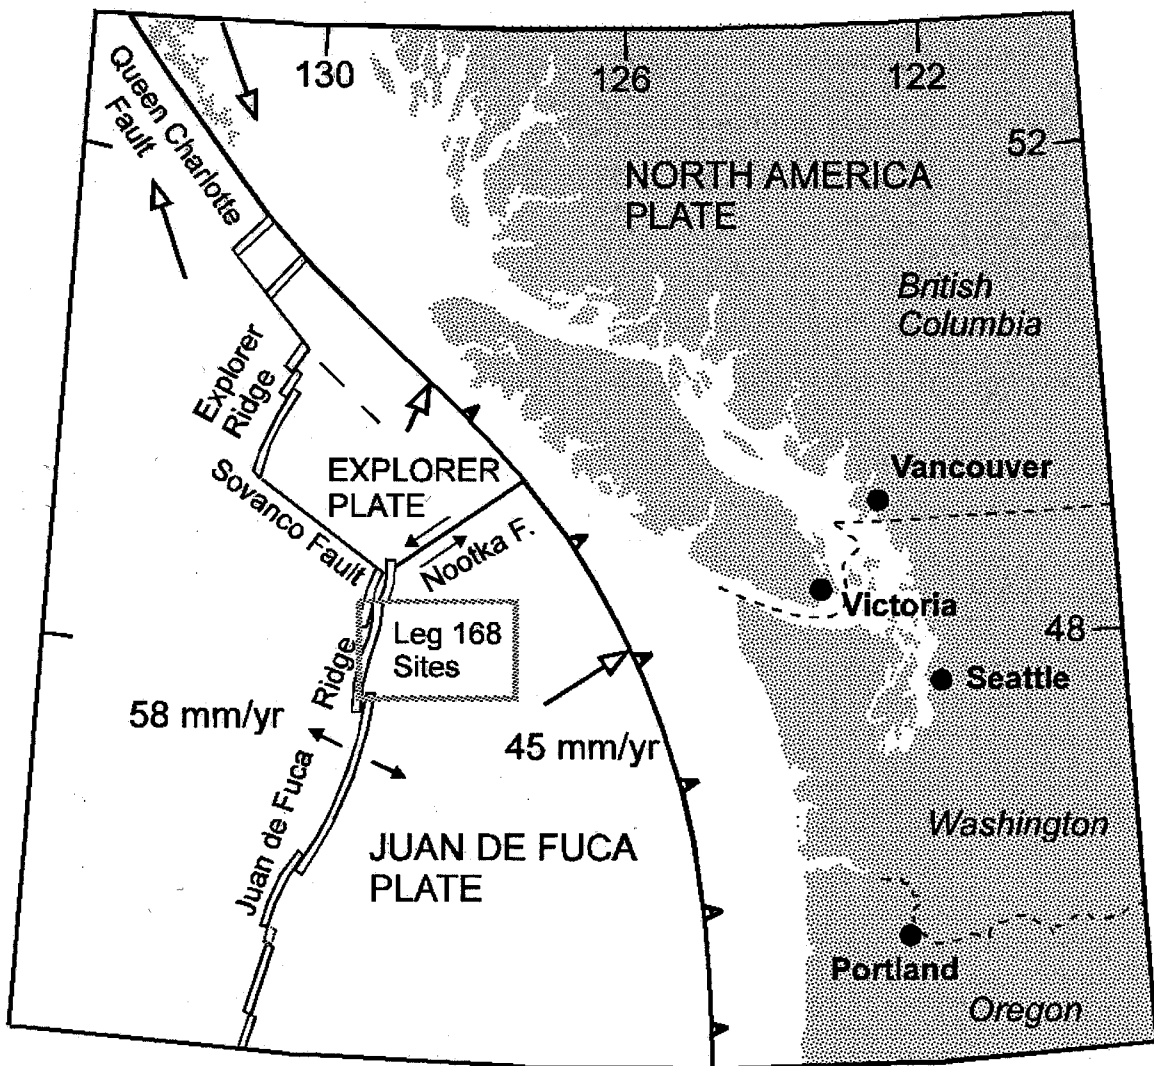 130
126
122
Queen Charlotte
Fault
52
NORTH AMERICA
PLATE
British
Columbia
Explorer
Ridge
EXPLORER
PLATE
Vancouver
Sovanco Fault
Nootka F.
Victoria
Leg 168
Sites
48
Seattle
Juan de Fuca Ridge
58 mm/yr
45 mm/yr
Washington
JUAN DE FUCA
PLATE
Portland
Oregon